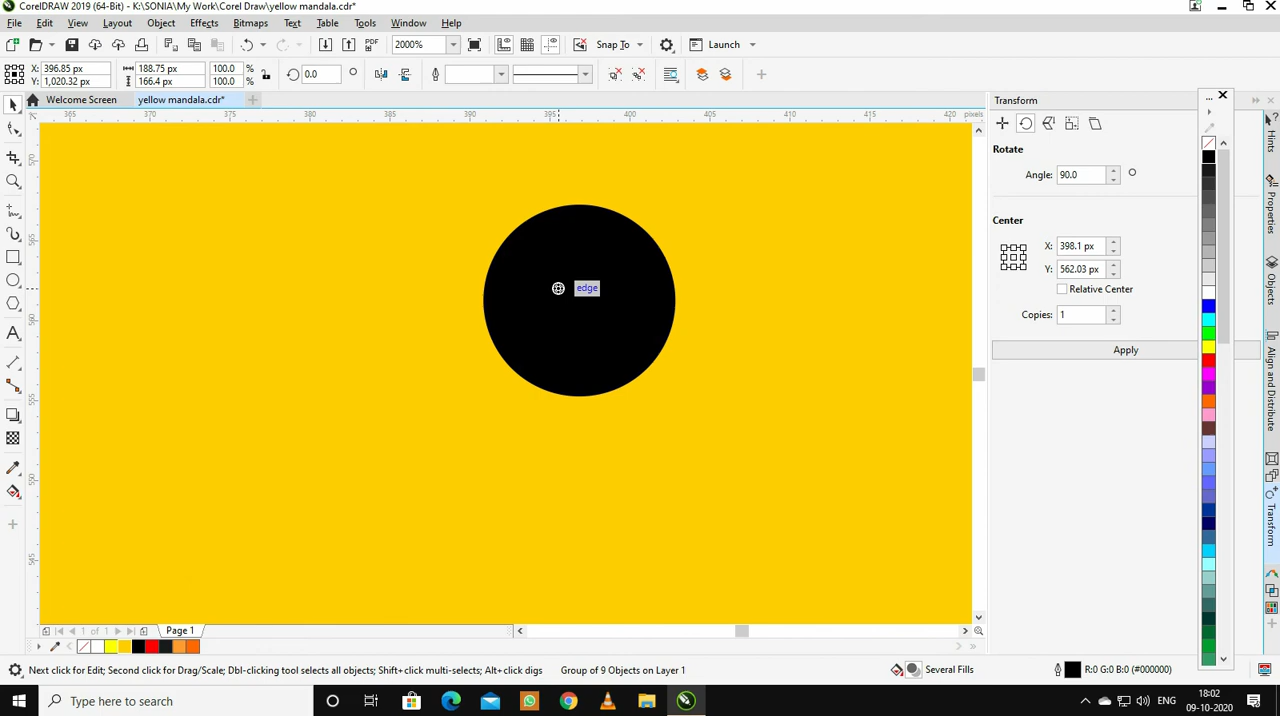 CorelDRAW 2019 (64-Bit) - K:\SONIA\My Work\Corel Draw\yellow mandala.cdr*
File Edit View Layout Object Effects Bitmaps Text Table Tools Window Help
PDF 2000% Snap To Launch
X: 396.85 px 188.75 px 100.0 % 0.0
Y: 1,020.32 px 166.4 px 100.0 %
Welcome Screen yellow mandala.cdr*
365 370 375 380 385 390 395 400 405 410 415 420 pixels
570
565
560
555
550
545
edge
Transform
Rotate
Angle: 90.0
Center
X: 398.1 px
Y: 562.03 px
Relative Center
Copies: 1
Apply
Hints
Properties
Objects
Align and Distribute
Transform
1 of 1 Page 1
Next click for Edit; Second click for Drag/Scale; Dbl-clicking tool selects all objects; Shift+click multi-selects; Alt+click digs Group of 9 Objects on Layer 1 Several Fills R:0 G:0 B:0 (#000000)
Type here to search ENG 18:02
09-10-2020